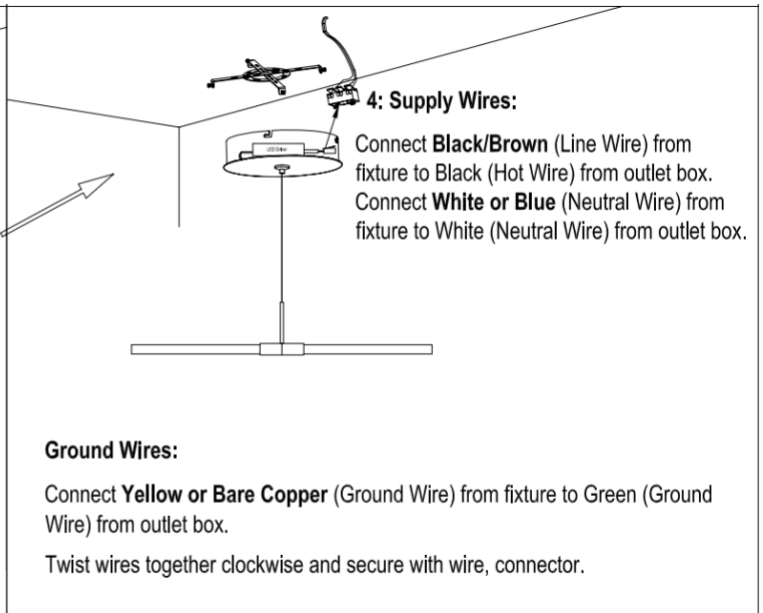 4: Supply Wires:
Connect Black/Brown (Line Wire) from
fixture to Black (Hot Wire) from outlet box.
Connect White or Blue (Neutral Wire) from
fixture to White (Neutral Wire) from outlet box.
LED Driver
Ground Wires:
Connect Yellow or Bare Copper (Ground Wire) from fixture to Green (Ground
Wire) from outlet box.
Twist wires together clockwise and secure with wire, connector.